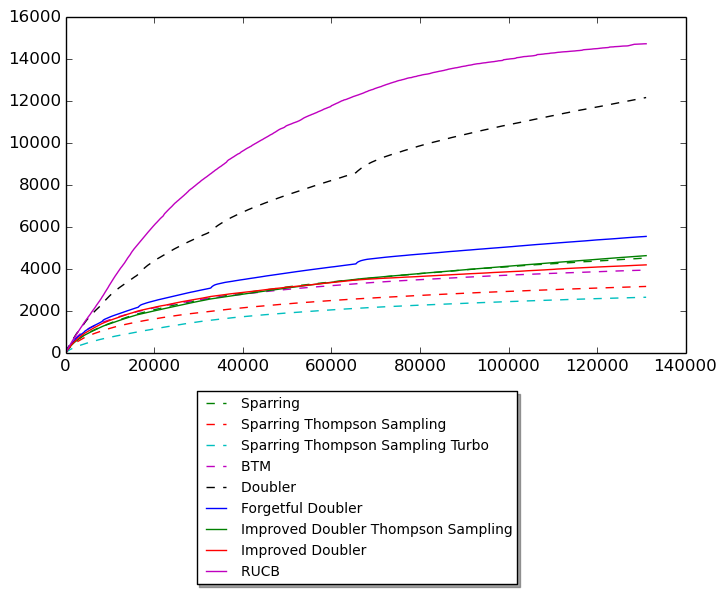 16000
14000
12000
10000
8000
6000
4000
2000
0
0 20000 40000 60000 80000 100000 120000 140000
Sparring
Sparring Thompson Sampling
Sparring Thompson Sampling Turbo
BTM
Doubler
Forgetful Doubler
Improved Doubler Thompson Sampling
Improved Doubler
RUCB